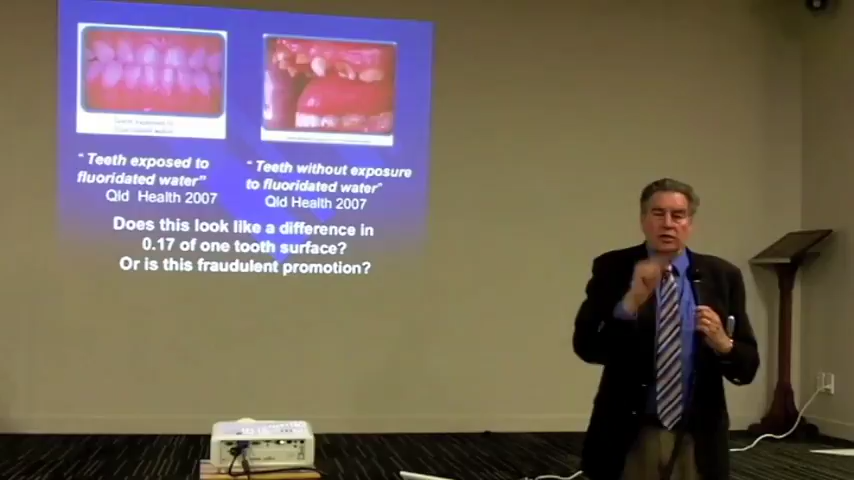 " Teeth exposed to
fluoridated water"
Qld Health 2007
" Teeth without exposure
to fluoridated water"
Qld Health 2007
Does this look like a difference in
0.17 of one tooth surface?
Or is this fraudulent promotion?